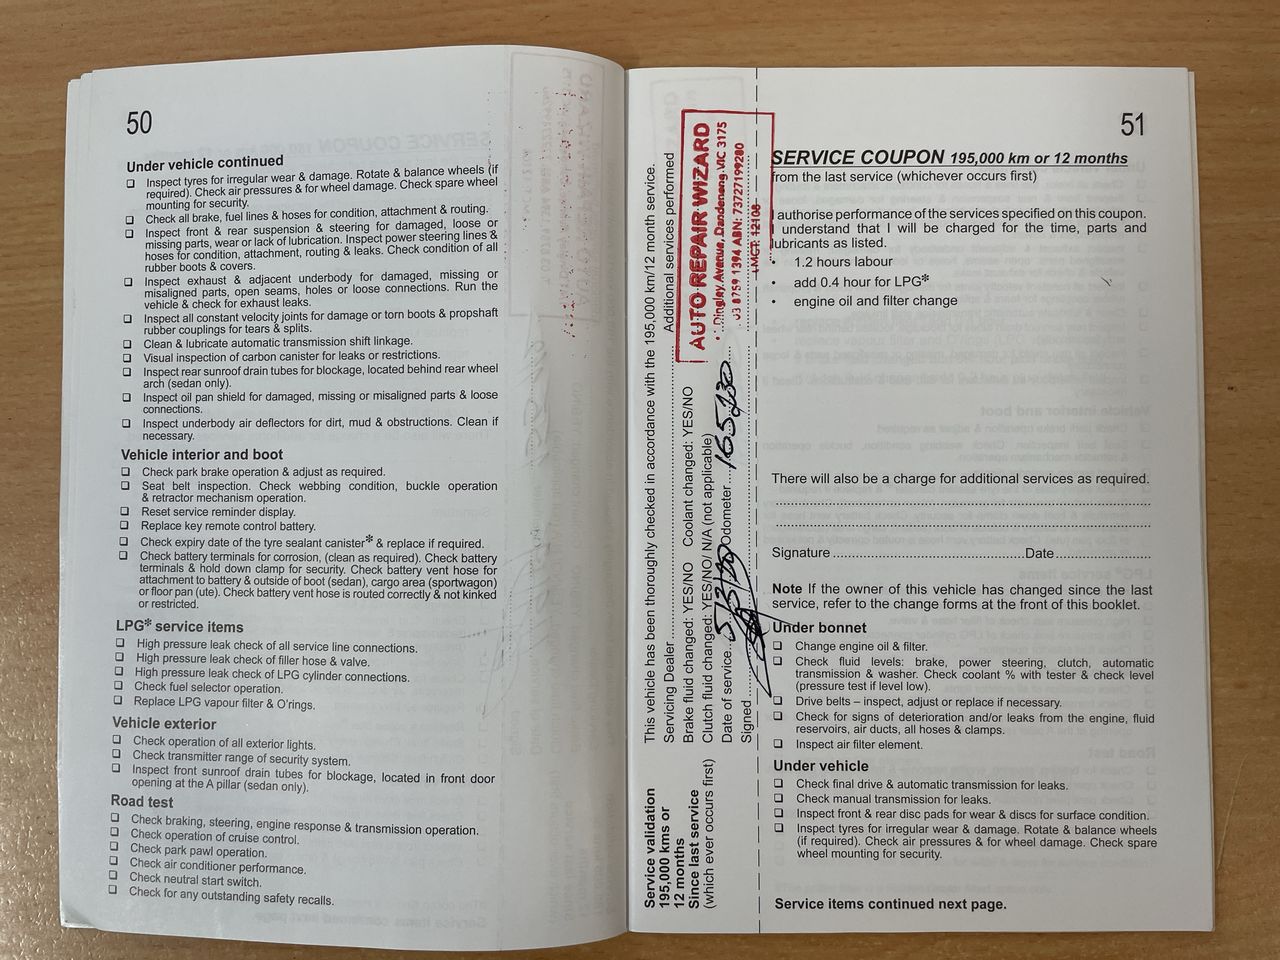 50
Under vehicle continued
❑ Inspect tyres for irregular wear & damage. Rotate & balance wheels (if
required). Check air pressures & for wheel damage. Check spare wheel
mounting for security.
❑ Check all brake, fuel lines & hoses for condition, attachment & routing.
❑ Inspect front & rear suspension & steering for damaged, loose or
missing parts, wear or lack of lubrication. Inspect power steering lines &
hoses for condition, attachment, routing & leaks. Check condition of all
rubber boots & covers.
❑ Inspect exhaust & adjacent underbody for damaged, missing or
misaligned parts, open seams, holes or loose connections. Run the
vehicle & check for exhaust leaks.
❑ Inspect all constant velocity joints for damage or torn boots & propshaft
rubber couplings for tears & splits.
❑ Clean & lubricate automatic transmission shift linkage.
❑ Visual inspection of carbon canister for leaks or restrictions.
❑ Inspect rear sunroof drain tubes for blockage, located behind rear wheel
arch (sedan only).
❑ Inspect oil pan shield for damaged, missing or misaligned parts & loose
connections.
❑ Inspect underbody air deflectors for dirt, mud & obstructions. Clean if
necessary.
Vehicle interior and boot
❑ Check park brake operation & adjust as required.
❑ Seat belt inspection. Check webbing condition, buckle operation
& retractor mechanism operation.
❑ Reset service reminder display.
❑ Replace key remote control battery.
❑ Check expiry date of the tyre sealant canister* & replace if required.
❑ Check battery terminals for corrosion, (clean as required). Check battery
terminals & hold down clamp for security. Check battery vent hose for
attachment to battery & outside of boot (sedan), cargo area (sportwagon)
or floor pan (ute). Check battery vent hose is routed correctly & not kinked
or restricted.
LPG* service items
❑ High pressure leak check of all service line connections.
❑ High pressure leak check of filler hose & valve.
❑ High pressure leak check of LPG cylinder connections.
❑ Check fuel selector operation.
❑ Replace LPG vapour filter & O'rings.
Vehicle exterior
❑ Check operation of all exterior lights.
❑ Check transmitter range of security system.
❑ Inspect front sunroof drain tubes for blockage, located in front door
opening at the A pillar (sedan only).
Road test
❑ Check braking, steering, engine response & transmission operation.
❑ Check operation of cruise control.
❑ Check park pawl operation.
❑ Check air conditioner performance.
❑ Check neutral start switch.
❑ Check for any outstanding safety recalls.
Service validation
195,000 kms or
12 months
Since last service
(which ever occurs first)
This vehicle has been thoroughly checked in accordance with the 195,000 km/12 month service.
Servicing Dealer Additional services performed
Brake fluid changed: YES/NO Coolant changed: YES/NO
Clutch fluid changed: YES/NO/ N/A (not applicable)
Date of service 5/3/20 Odometer 165,230
Signed
AUTO REPAIR WIZARD
Dingley Avenue, Dandenong VIC 3175
03 8759 1394 ABN: 73727199280
LMCT: 12108
51
SERVICE COUPON 195,000 km or 12 months
from the last service (whichever occurs first)
I authorise performance of the services specified on this coupon.
I understand that I will be charged for the time, parts and
lubricants as listed.
• 1.2 hours labour
• add 0.4 hour for LPG*
• engine oil and filter change
There will also be a charge for additional services as required.
Signature Date
Note If the owner of this vehicle has changed since the last
service, refer to the change forms at the front of this booklet.
Under bonnet
❑ Change engine oil & filter.
❑ Check fluid levels: brake, power steering, clutch, automatic
transmission & washer. Check coolant % with tester & check level
(pressure test if level low).
❑ Drive belts – inspect, adjust or replace if necessary.
❑ Check for signs of deterioration and/or leaks from the engine, fluid
reservoirs, air ducts, all hoses & clamps.
❑ Inspect air filter element.
Under vehicle
❑ Check final drive & automatic transmission for leaks.
❑ Check manual transmission for leaks.
❑ Inspect front & rear disc pads for wear & discs for surface condition.
❑ Inspect tyres for irregular wear & damage. Rotate & balance wheels
(if required). Check air pressures & for wheel damage. Check spare
wheel mounting for security.
Service items continued next page.